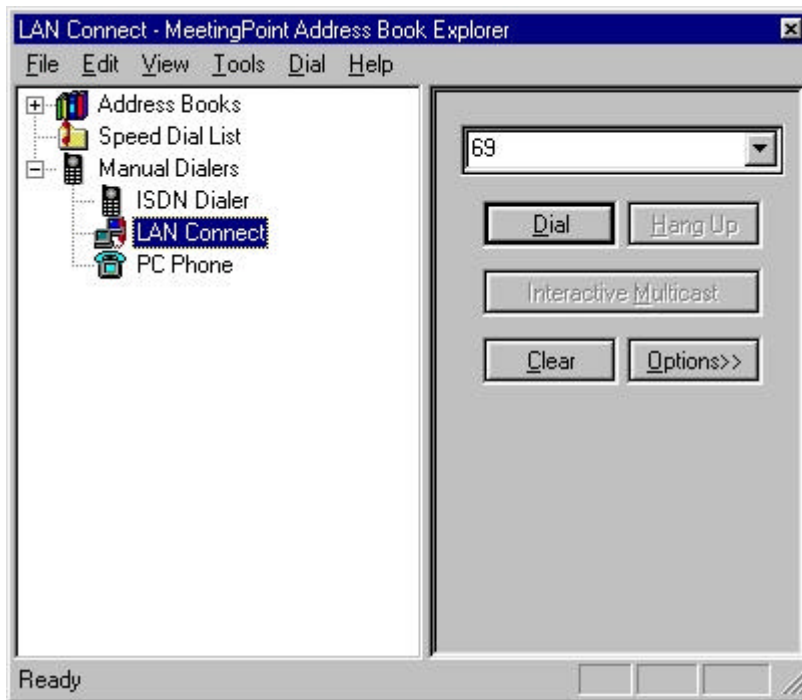 LAN Connect - MeetingPoint Address Book Explorer
File Edit View Tools Dial Help
Address Books
Speed Dial List
Manual Dialers
ISDN Dialer
LAN Connect
PC Phone
69
Dial Hang Up
Interactive Multicast
Clear Options>>
Ready